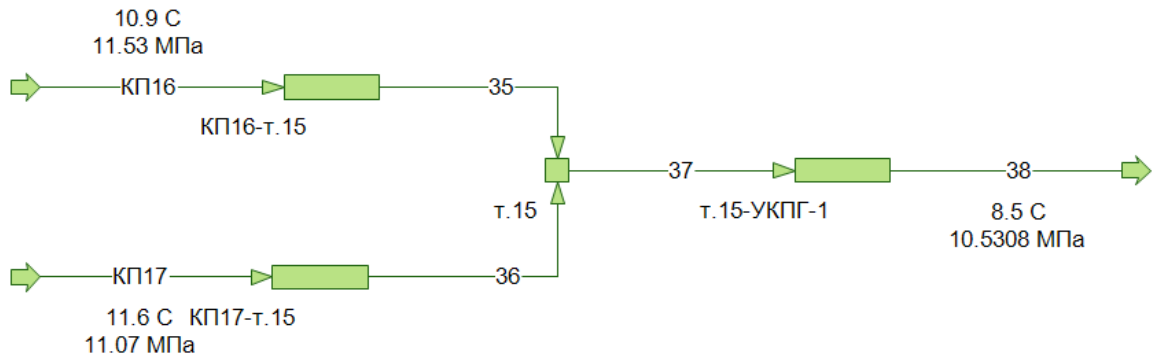 10.9 C
11.53 МПа
КП16
35
КП16-т.15
37
38
т.15
т.15-УКПГ-1
8.5 C
10.5308 МПа
КП17
36
11.6 C КП17-т.15
11.07 МПа